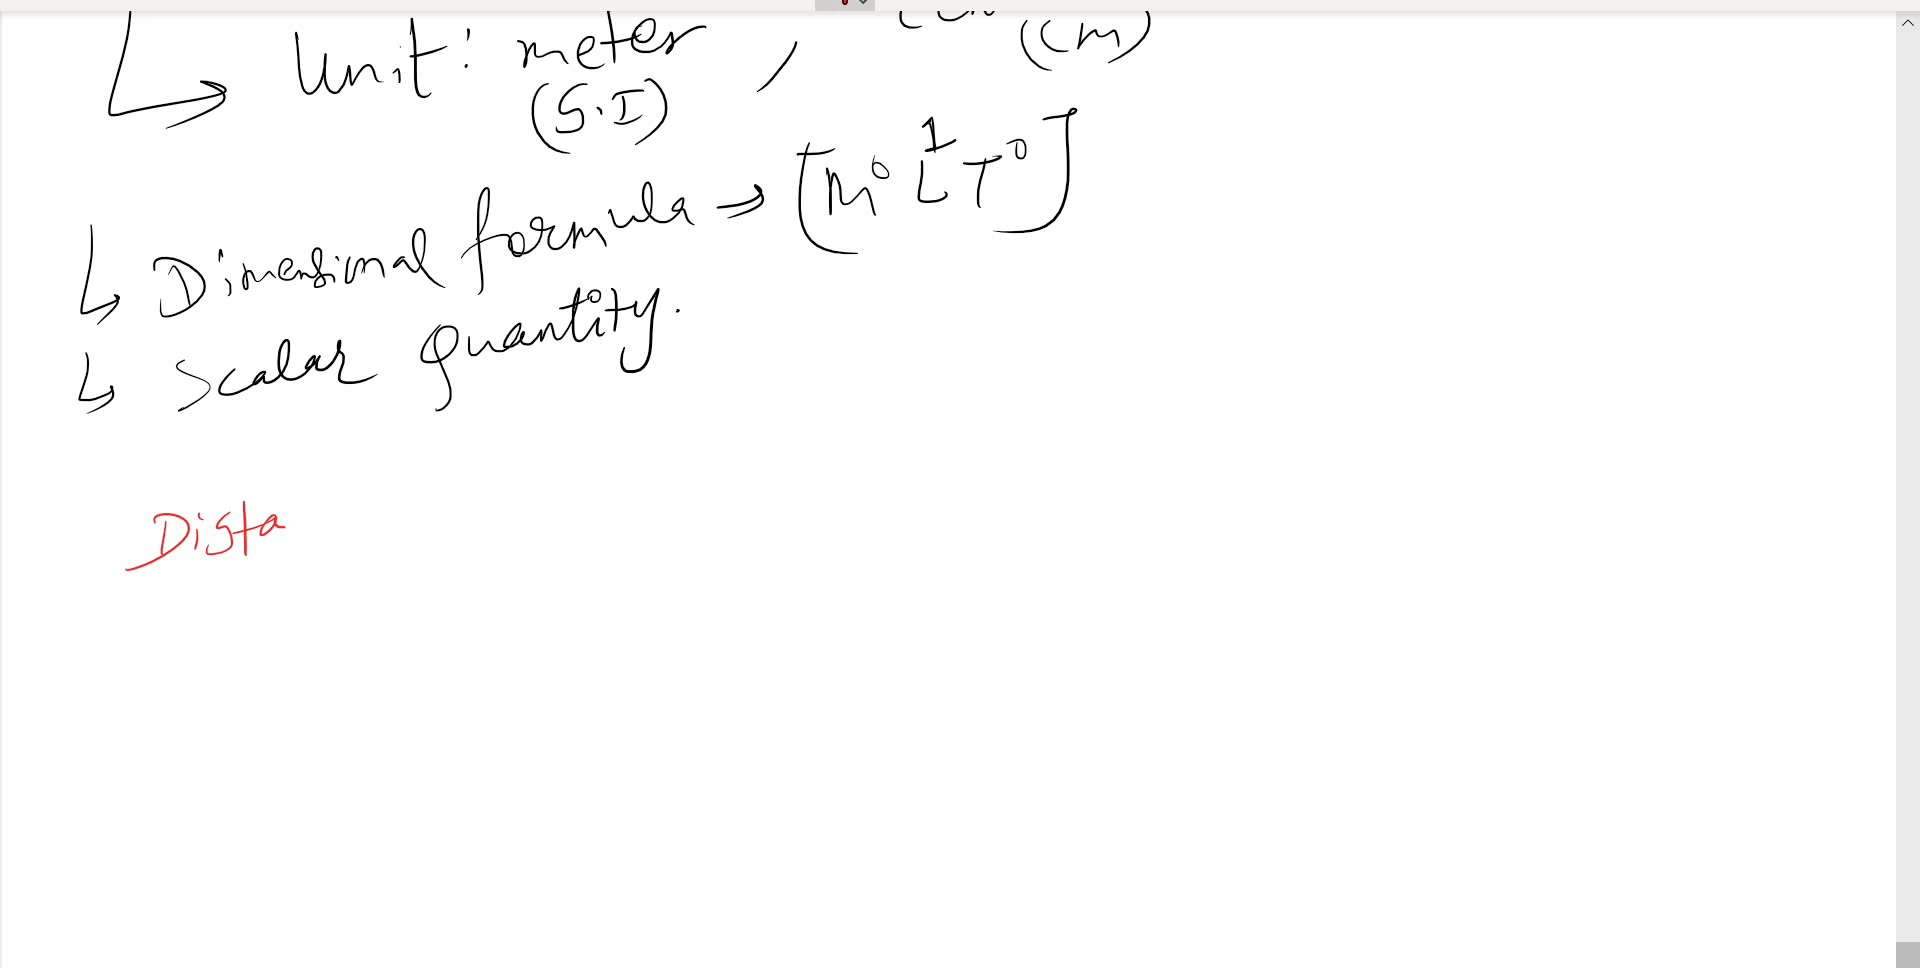 Unit: meter , (cm)
(S.I)
Dimensional formula → [M⁰ L¹ T⁰]
Scalar Quantity.
Dista